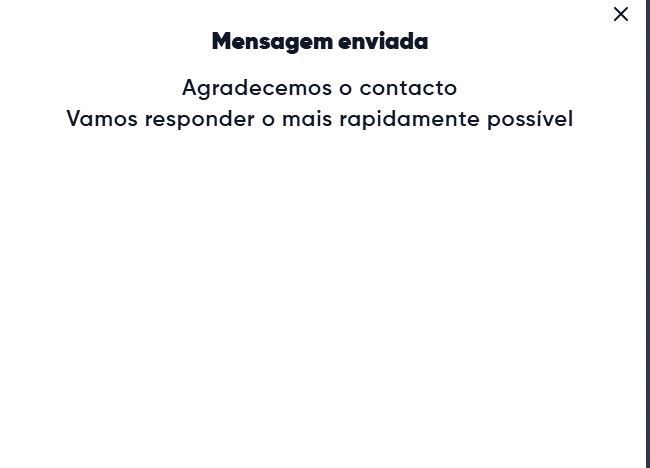 Mensagem enviada
Agradecemos o contacto
Vamos responder o mais rapidamente possível